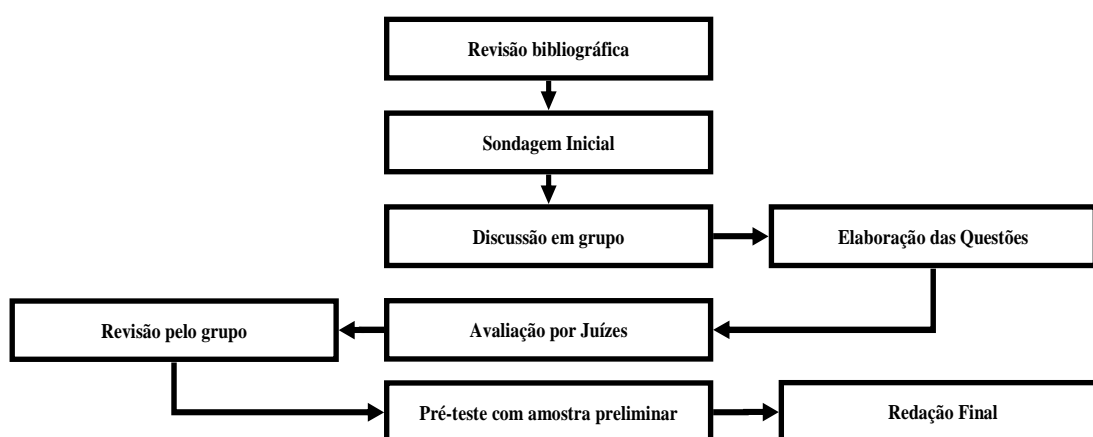 Revisão bibliográfica
Sondagem Inicial
Discussão em grupo
Elaboração das Questões
Avaliação por Juízes
Revisão pelo grupo
Pré-teste com amostra preliminar
Redação Final